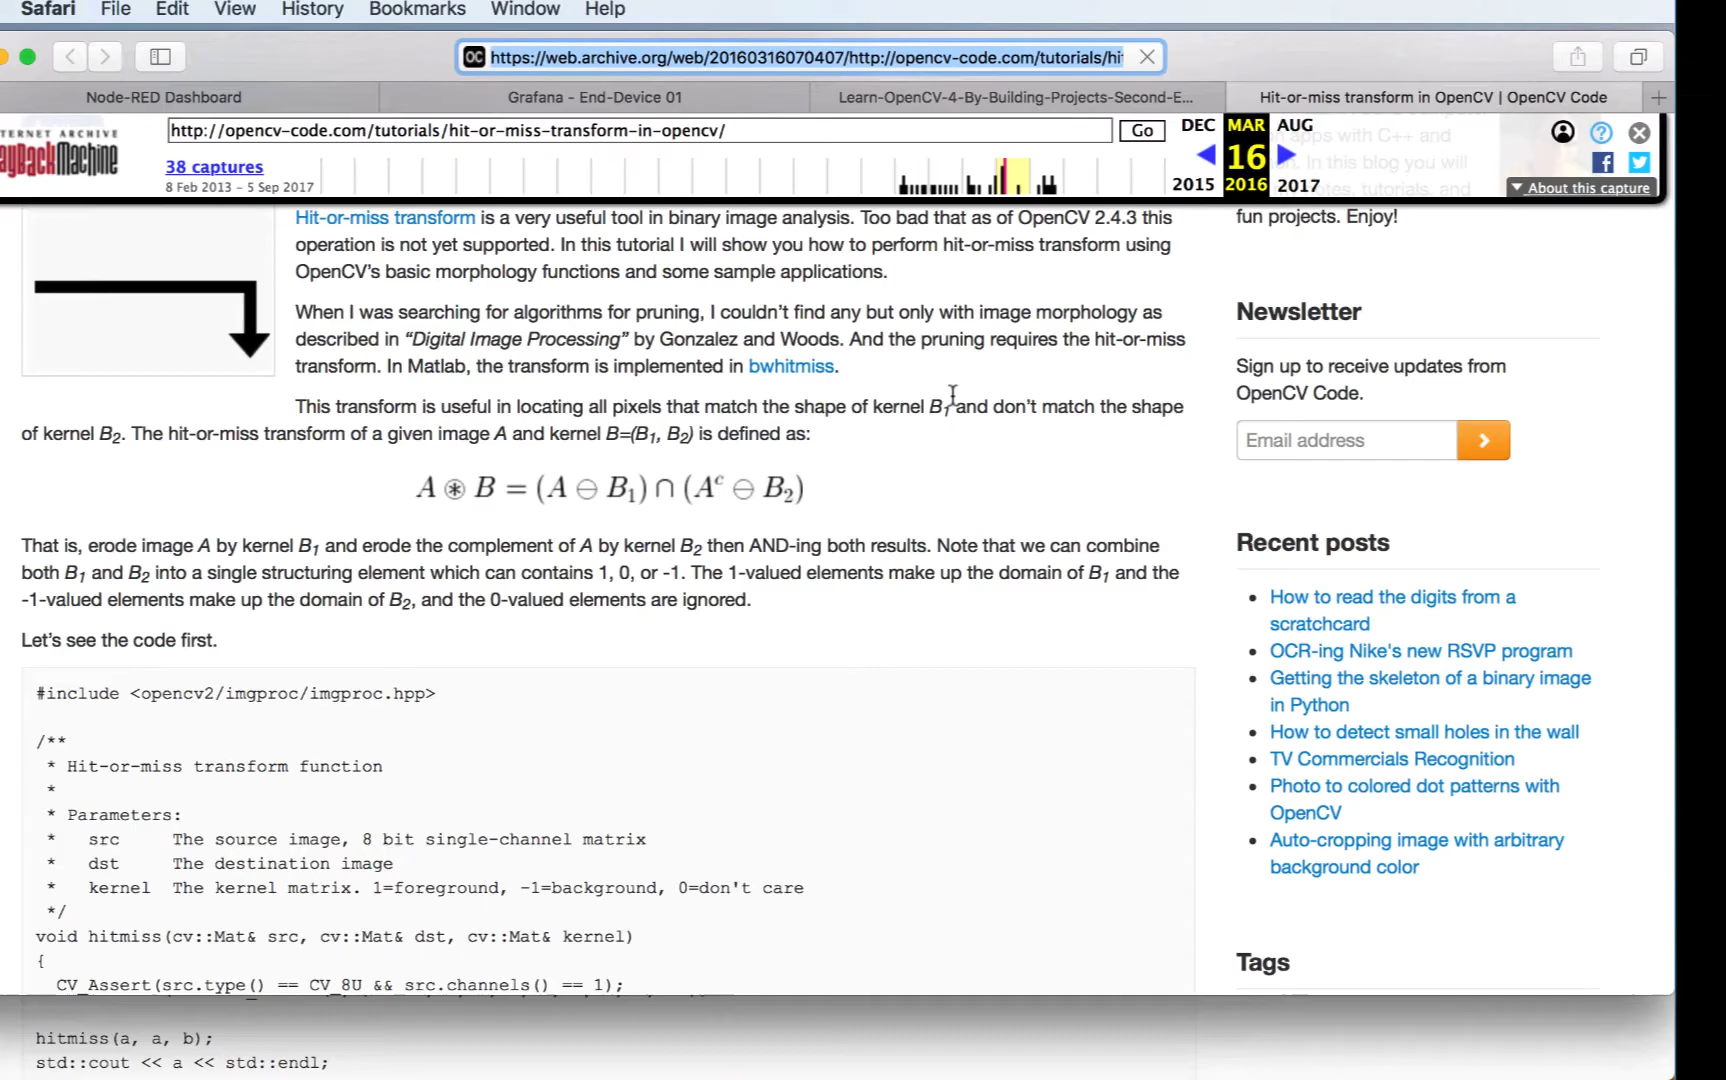 Safari File Edit View History Bookmarks Window Help
OC https://web.archive.org/web/20160316070407/http://opencv-code.com/tutorials/hi
Node-RED Dashboard
Grafana - End-Device 01
Learn-OpenCV-4-By-Building-Projects-Second-E...
Hit-or-miss transform in OpenCV | OpenCV Code
TERNET ARCHIVE
ayBackMachine
http://opencv-code.com/tutorials/hit-or-miss-transform-in-opencv/
Go
38 captures
8 Feb 2013 – 5 Sep 2017
DEC MAR AUG
16
2015 2016 2017
About this capture
apps with C++ and
In this blog you will
notes, tutorials, and
fun projects. Enjoy!
Hit-or-miss transform is a very useful tool in binary image analysis. Too bad that as of OpenCV 2.4.3 this
operation is not yet supported. In this tutorial I will show you how to perform hit-or-miss transform using
OpenCV's basic morphology functions and some sample applications.
When I was searching for algorithms for pruning, I couldn't find any but only with image morphology as
described in “Digital Image Processing” by Gonzalez and Woods. And the pruning requires the hit-or-miss
transform. In Matlab, the transform is implemented in bwhitmiss.
This transform is useful in locating all pixels that match the shape of kernel B1 and don't match the shape
of kernel B2. The hit-or-miss transform of a given image A and kernel B=(B1, B2) is defined as:
A ⊛ B = (A ⊖ B1) ∩ (Ac ⊖ B2)
That is, erode image A by kernel B1 and erode the complement of A by kernel B2 then AND-ing both results. Note that we can combine
both B1 and B2 into a single structuring element which can contains 1, 0, or -1. The 1-valued elements make up the domain of B1 and the
-1-valued elements make up the domain of B2, and the 0-valued elements are ignored.
Let's see the code first.
#include <opencv2/imgproc/imgproc.hpp>
/**
* Hit-or-miss transform function
*
* Parameters:
* src The source image, 8 bit single-channel matrix
* dst The destination image
* kernel The kernel matrix. 1=foreground, -1=background, 0=don't care
*/
void hitmiss(cv::Mat& src, cv::Mat& dst, cv::Mat& kernel)
{
CV_Assert(src.type() == CV_8U && src.channels() == 1);
hitmiss(a, a, b);
std::cout << a << std::endl;
Newsletter
Sign up to receive updates from
OpenCV Code.
Email address
Recent posts
How to read the digits from a
scratchcard
OCR-ing Nike's new RSVP program
Getting the skeleton of a binary image
in Python
How to detect small holes in the wall
TV Commercials Recognition
Photo to colored dot patterns with
OpenCV
Auto-cropping image with arbitrary
background color
Tags